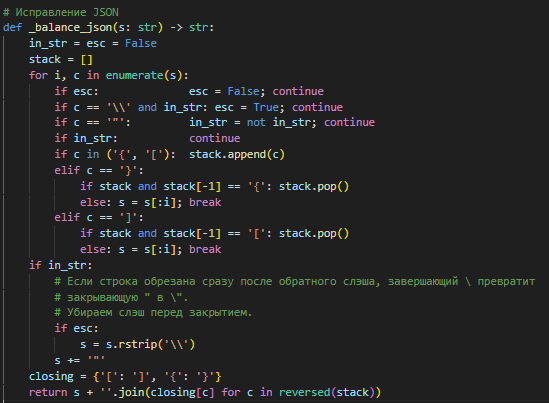 # Исправление JSON
def _balance_json(s: str) -> str:
    in_str = esc = False
    stack = []
    for i, c in enumerate(s):
        if esc:             esc = False; continue
        if c == '\\' and in_str: esc = True; continue
        if c == '"':        in_str = not in_str; continue
        if in_str:          continue
        if c in ('{', '['):  stack.append(c)
        elif c == '}':
            if stack and stack[-1] == '{': stack.pop()
            else: s = s[:i]; break
        elif c == ']':
            if stack and stack[-1] == '[': stack.pop()
            else: s = s[:i]; break
    if in_str:
        # Если строка обрезана сразу после обратного слэша, завершающий \ превратит
        # закрывающую " в \".
        # Убираем слэш перед закрытием.
        if esc:
            s = s.rstrip('\\')
        s += '"'
    closing = {'[': ']', '{': '}'}
    return s + ''.join(closing[c] for c in reversed(stack))